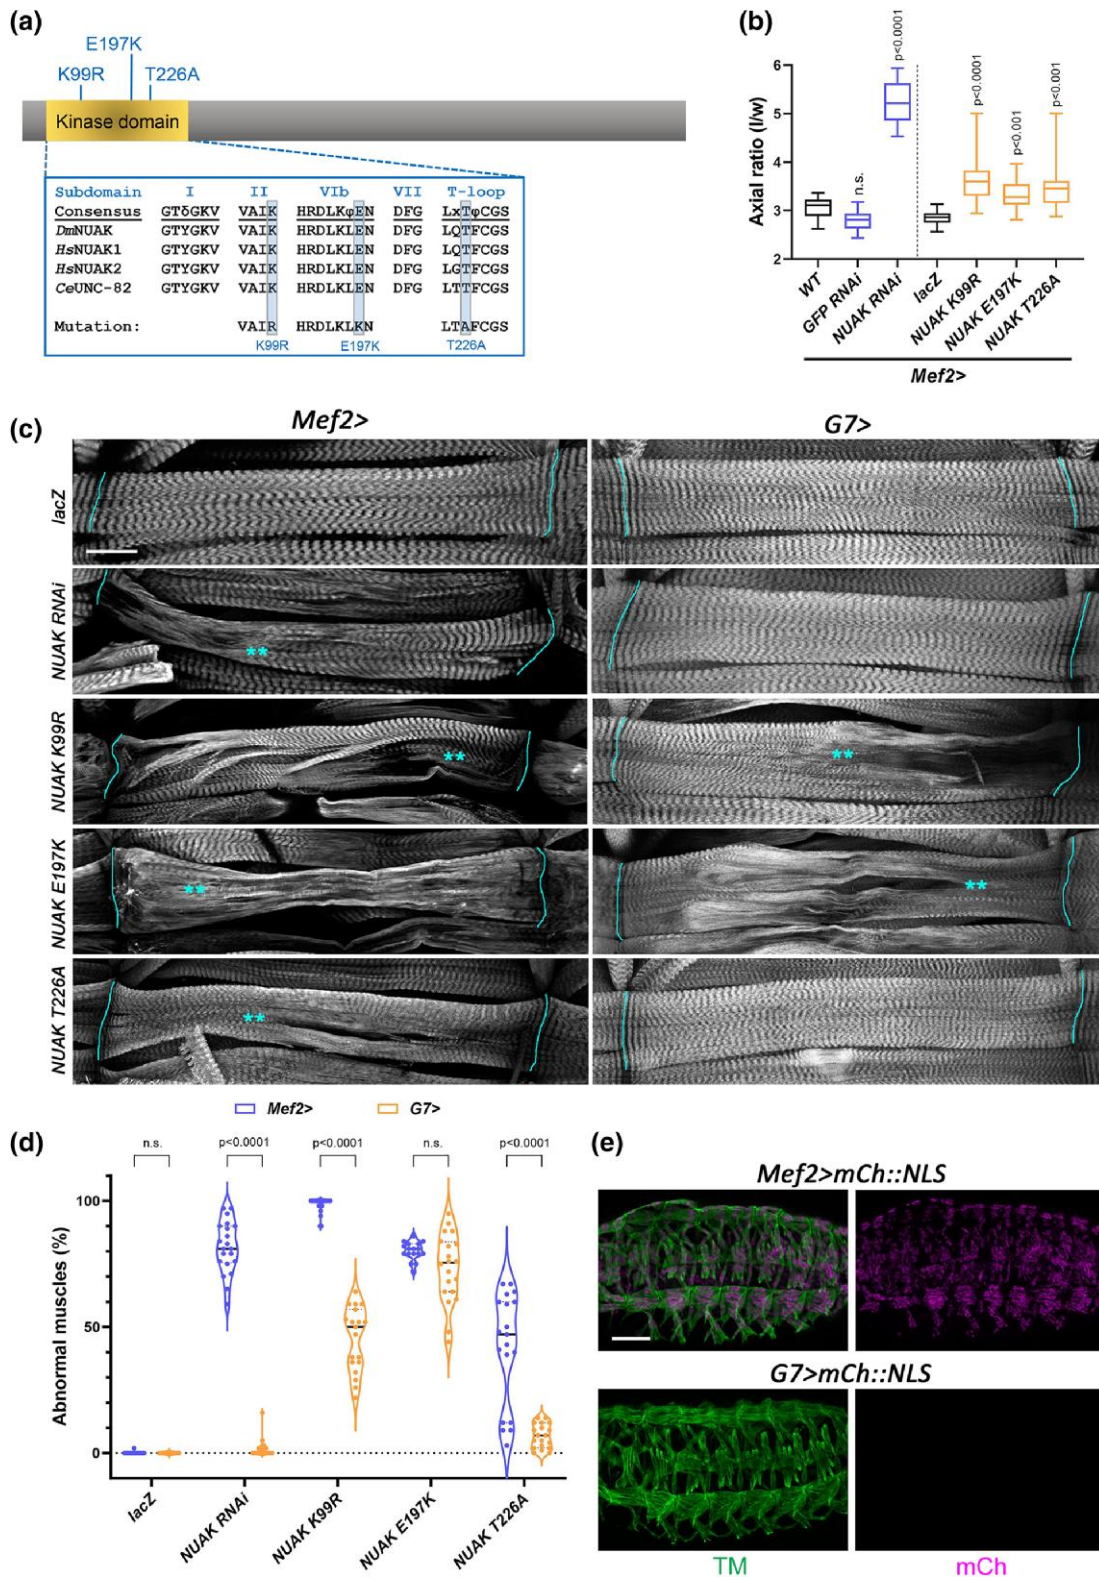 (a)
E197K
K99R
T226A
Kinase domain
Subdomain I II VIb VII T-loop
Consensus GTδGKV VAIK HRDLKφEN DFG LxTφCGS
DmNUAK GTYGKV VAIK HRDLKLEN DFG LQTFCGS
HsNUAK1 GTYGKV VAIK HRDLKLEN DFG LQTFCGS
HsNUAK2 GTYGKV VAIK HRDLKLEN DFG LGTFCGS
CeUNC-82 GTYGKV VAIK HRDLKLEN DFG LTTFCGS
Mutation: VAIR HRDLKLKN LTAFCGS
K99R E197K T226A
(b)
Axial ratio (l/w)
6
5
4
3
2
n.s.
p<0.0001
p<0.0001
p<0.001
p<0.001
WT
GFP RNAi
NUAK RNAi
lacZ
NUAK K99R
NUAK E197K
NUAK T226A
Mef2>
(c)
Mef2> G7>
lacZ
NUAK RNAi
**
NUAK K99R
** **
NUAK E197K
** **
NUAK T226A
**
Mef2> G7>
(d)
n.s. p<0.0001 p<0.0001 n.s. p<0.0001
Abnormal muscles (%)
100
50
0
lacZ
NUAK RNAi
NUAK K99R
NUAK E197K
NUAK T226A
(e)
Mef2>mCh::NLS
G7>mCh::NLS
TM mCh